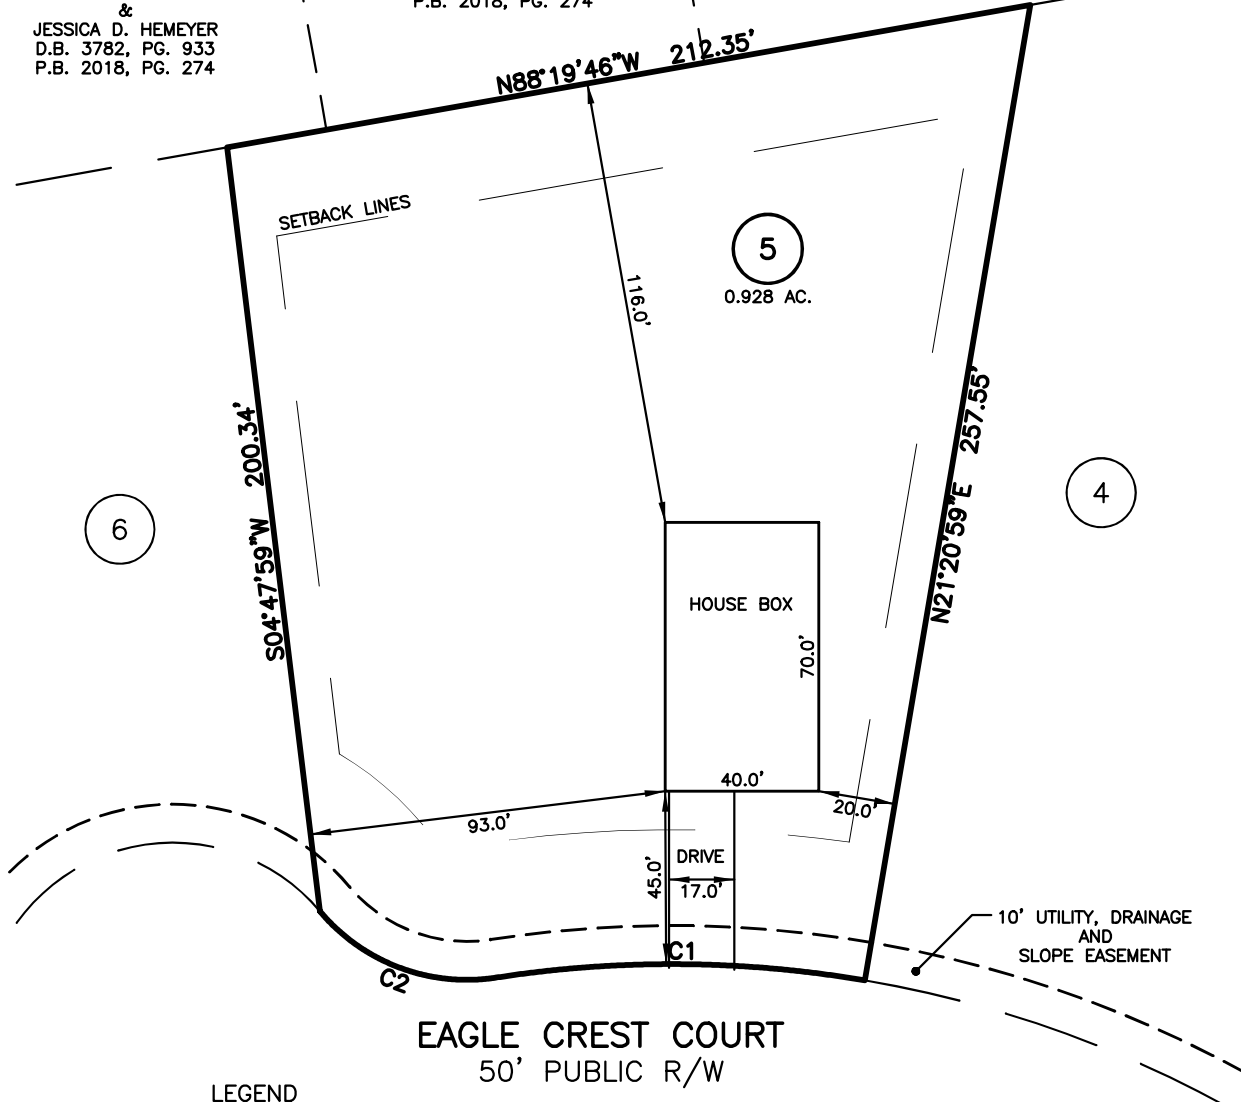 &
JESSICA D. HEMEYER
D.B. 3782, PG. 933
P.B. 2018, PG. 274
P.B. 2018, PG. 274
N88°19'46"W 212.35'
SETBACK LINES
5
0.928 AC.
116.0'
S04°47'59"W 200.34'
N21°20'59"E 257.55'
6
4
HOUSE BOX
70.0'
40.0'
93.0'
20.0'
45.0'
DRIVE
17.0'
C1
C2
10' UTILITY, DRAINAGE
AND
SLOPE EASEMENT
EAGLE CREST COURT
50' PUBLIC R/W
LEGEND